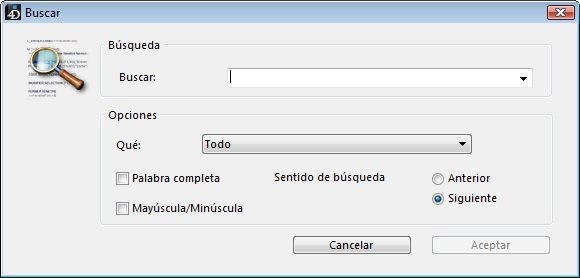 Buscar
Búsqueda
Buscar:
Opciones
Qué: Todo
Palabra completa Sentido de búsqueda Anterior
Siguiente
Mayúscula/Minúscula
Cancelar Aceptar